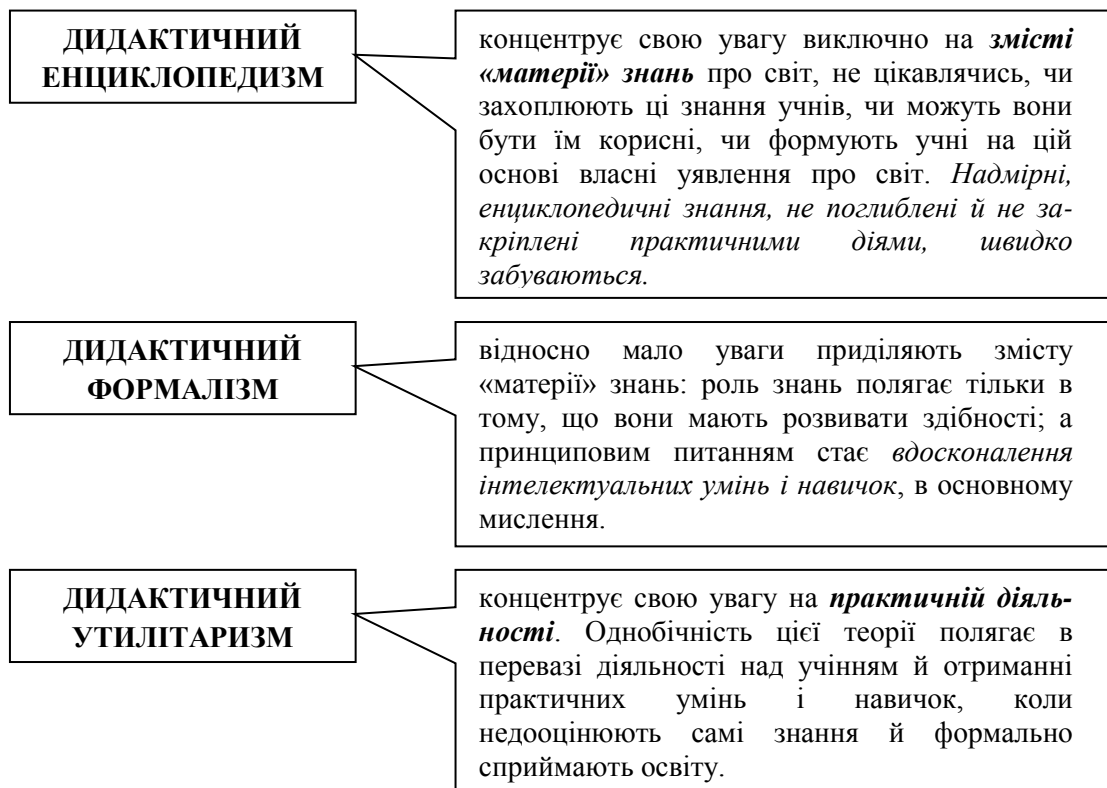 ДИДАКТИЧНИЙ
ЕНЦИКЛОПЕДИЗМ
концентрує свою увагу виключно на змісті
«матерії» знань про світ, не цікавлячись, чи
захоплюють ці знання учнів, чи можуть вони
бути їм корисні, чи формують учні на цій
основі власні уявлення про світ. Надмірні,
енциклопедичні знання, не поглиблені й не за-
кріплені практичними діями, швидко
забуваються.
ДИДАКТИЧНИЙ
ФОРМАЛІЗМ
відносно мало уваги приділяють змісту
«матерії» знань: роль знань полягає тільки в
тому, що вони мають розвивати здібності; а
принциповим питанням стає вдосконалення
інтелектуальних умінь і навичок, в основному
мислення.
ДИДАКТИЧНИЙ
УТИЛІТАРИЗМ
концентрує свою увагу на практичній діяль-
ності. Однобічність цієї теорії полягає в
перевазі діяльності над учінням й отриманні
практичних умінь і навичок, коли
недооцінюють самі знання й формально
сприймають освіту.